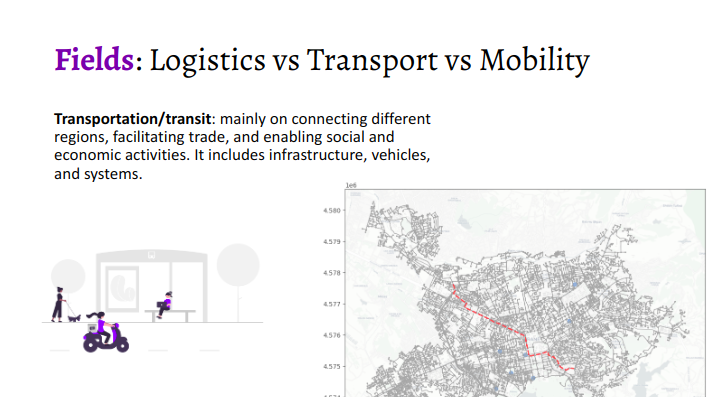 Fields: Logistics vs Transport vs Mobility
Transportation/transit: mainly on connecting different
regions, facilitating trade, and enabling social and
economic activities. It includes infrastructure, vehicles,
and systems.
1e6
4.580
4.579
4.578
4.577
4.576
4.575